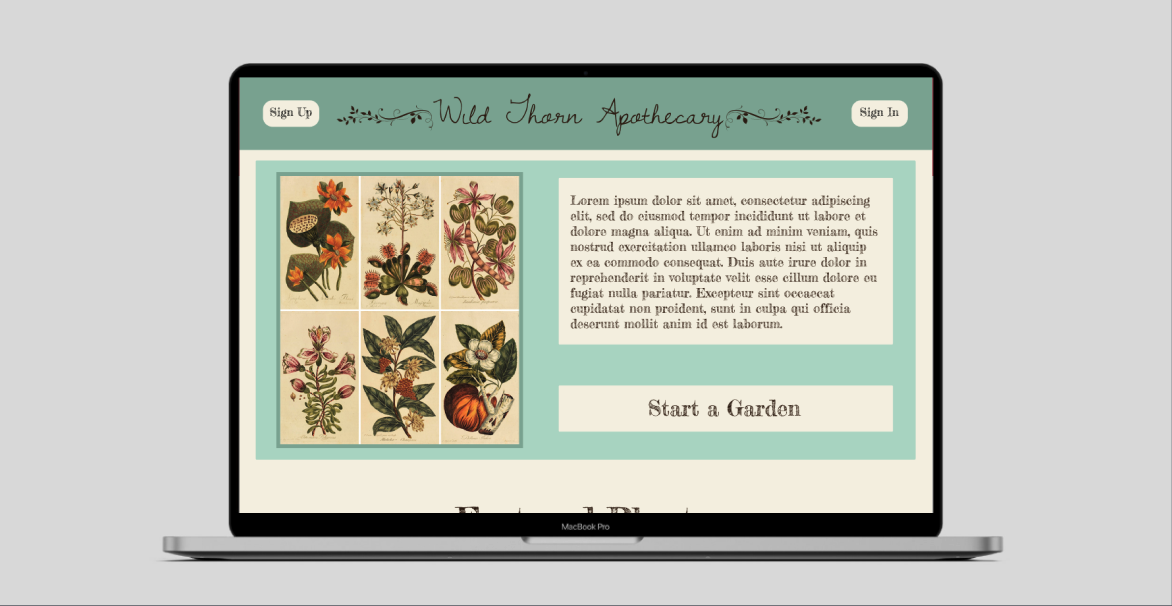 Sign Up
Wild Thorn Apothecary
Sign In
Lorem ipsum dolor sit amet, consectetur adipiscing
elit, sed do eiusmod tempor incididunt ut labore et
dolore magna aliqua. Ut enim ad minim veniam, quis
nostrud exercitation ullamco laboris nisi ut aliquip
ex ea commodo consequat. Duis aute irure dolor in
reprehenderit in voluptate velit esse cillum dolore eu
fugiat nulla pariatur. Excepteur sint occaecat
cupidatat non proident, sunt in culpa qui officia
deserunt mollit anim id est laborum.
Start a Garden
MacBook Pro